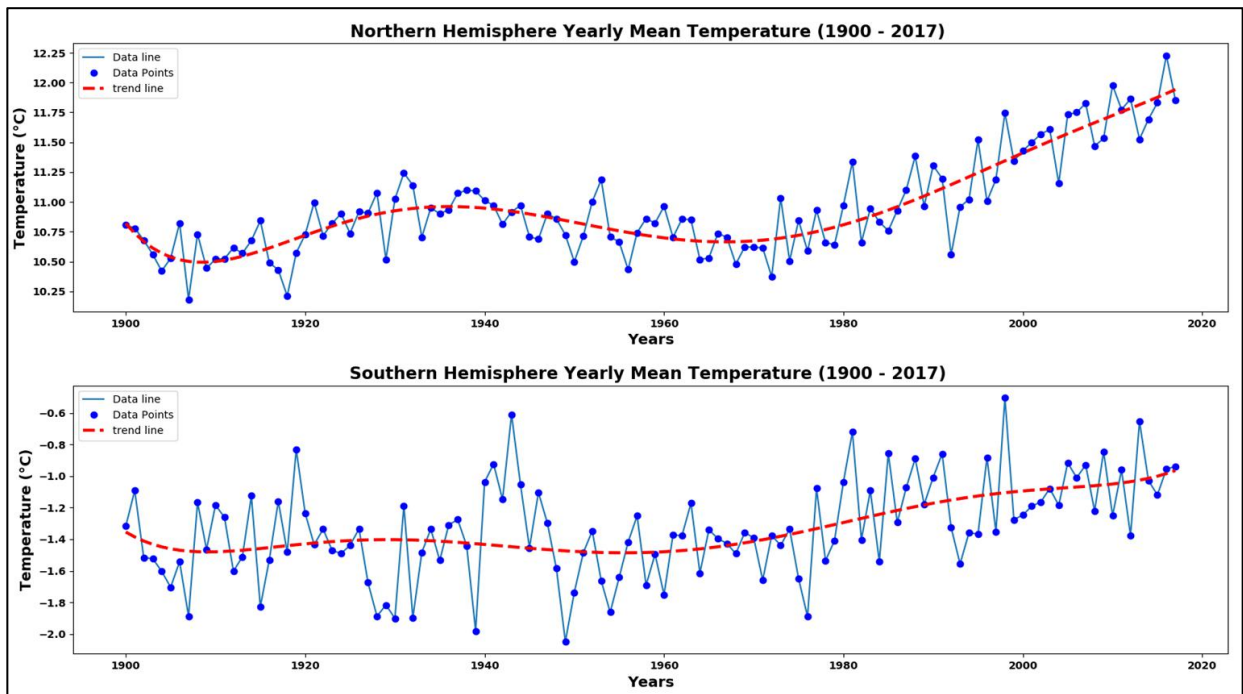 Northern Hemisphere Yearly Mean Temperature (1900 - 2017)
Data line
Data Points
trend line
Temperature (°C)
12.25
12.00
11.75
11.50
11.25
11.00
10.75
10.50
10.25
1900 1920 1940 1960 1980 2000 2020
Years
Southern Hemisphere Yearly Mean Temperature (1900 - 2017)
Data line
Data Points
trend line
Temperature (°C)
−0.6
−0.8
−1.0
−1.2
−1.4
−1.6
−1.8
−2.0
1900 1920 1940 1960 1980 2000 2020
Years